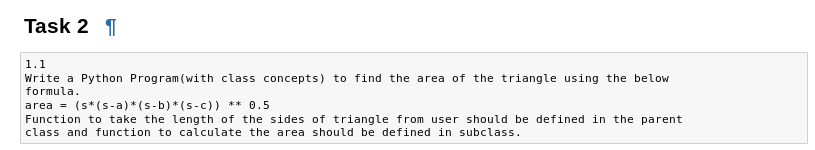 Task 2 ¶
1.1
Write a Python Program(with class concepts) to find the area of the triangle using the below
formula.
area = (s*(s-a)*(s-b)*(s-c)) ** 0.5
Function to take the length of the sides of triangle from user should be defined in the parent
class and function to calculate the area should be defined in subclass.